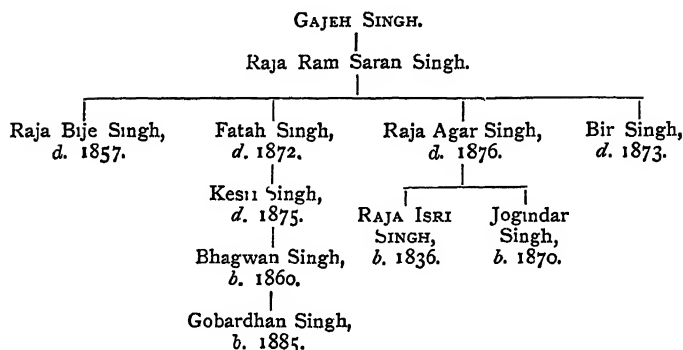 GAJEH SINGH.
Raja Ram Saran Singh.
Raja Bije Singh,
d. 1857.
Fatah Singh,
d. 1872.
Raja Agar Singh,
d. 1876.
Bir Singh,
d. 1873.
Singh,
d. 1875.
RAJA ISRI
SINGH,
b. 1836.
Jogindar
Singh,
b. 1870.
Bhagwan Singh,
b. 1860.
Gobardhan Singh,
b. 1885.